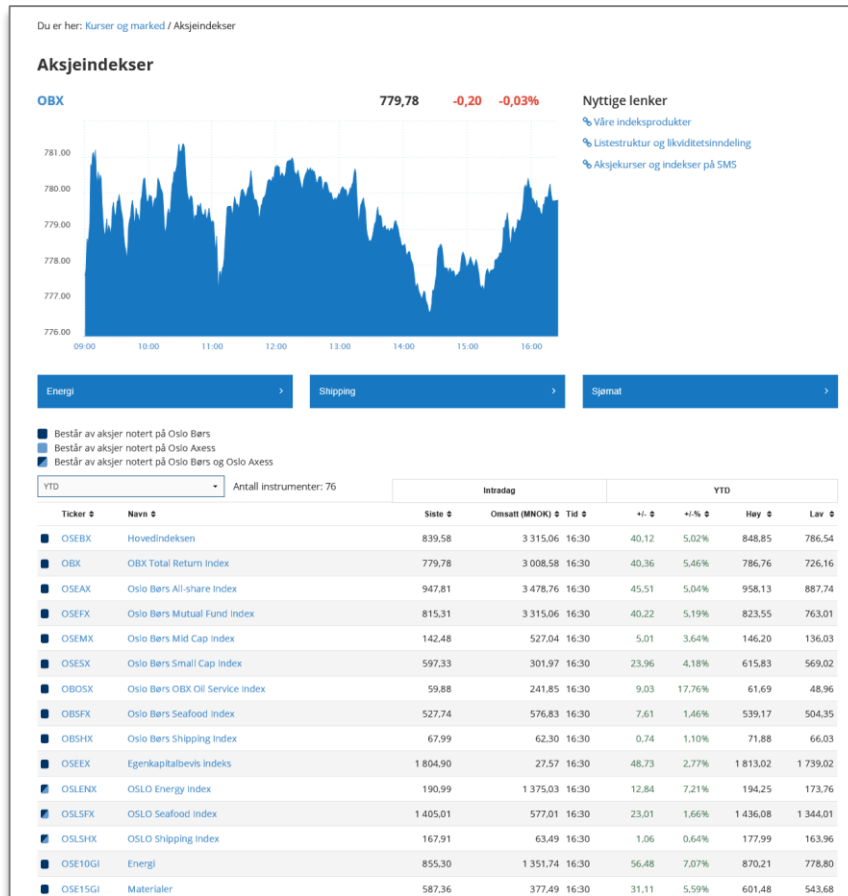 Du er her: Kurser og marked / Aksjeindekser
Aksjeindekser
OBX 779,78 -0,20 -0,03%
Nyttige lenker
Våre indeksprodukter
Listestruktur og likviditetsinndeling
Aksjekurser og indekser på SMS
781.00
780.00
779.00
778.00
777.00
776.00
09:00 10:00 11:00 12:00 13:00 14:00 15:00 16:00
Energi
Shipping
Sjømat
Består av aksjer notert på Oslo Børs
Består av aksjer notert på Oslo Axess
Består av aksjer notert på Oslo Børs og Oslo Axess
YTD Antall instrumenter: 76 Intradag YTD
Ticker Navn Siste Omsatt (MNOK) Tid +/- +/-% Høy Lav
OSEBX Hovedindeksen 839,58 3 315,06 16:30 40,12 5,02% 848,85 786,54
OBX OBX Total Return Index 779,78 3 008,58 16:30 40,36 5,46% 786,76 726,16
OSEAX Oslo Børs All-share Index 947,81 3 478,76 16:30 45,51 5,04% 958,13 887,74
OSEFX Oslo Børs Mutual Fund Index 815,31 3 315,06 16:30 40,22 5,19% 823,55 763,01
OSEMX Oslo Børs Mid Cap Index 142,48 527,04 16:30 5,01 3,64% 146,20 136,03
OSESX Oslo Børs Small Cap Index 597,33 301,97 16:30 23,96 4,18% 615,83 569,02
OBOSX Oslo Børs OBX Oil Service Index 59,88 241,85 16:30 9,03 17,76% 61,69 48,96
OBSFX Oslo Børs Seafood Index 527,74 576,83 16:30 7,61 1,46% 539,17 504,35
OBSHX Oslo Børs Shipping Index 67,99 62,30 16:30 0,74 1,10% 71,88 66,03
OSEEX Egenkapitalbevis Indeks 1 804,90 27,57 16:30 48,73 2,77% 1 813,02 1 739,02
OSLENX OSLO Energy Index 190,99 1 375,03 16:30 12,84 7,21% 194,25 173,76
OSLSFX OSLO Seafood Index 1 405,01 577,01 16:30 23,01 1,66% 1 436,08 1 344,01
OSLSHX OSLO Shipping Index 167,91 63,49 16:30 1,06 0,64% 177,99 163,96
OSE10GI Energi 855,30 1 351,74 16:30 56,48 7,07% 870,21 778,80
OSE15GI Materialer 587,36 377,49 16:30 31,11 5,59% 601,48 543,68